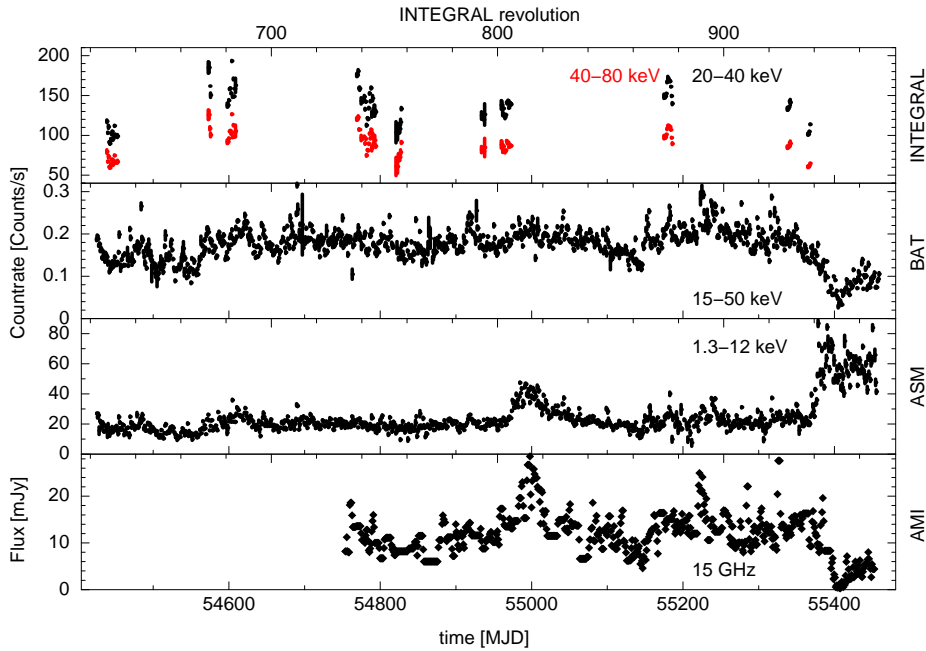 INTEGRAL revolution
700 800 900
200
150
100
50
40−80 keV 20−40 keV
INTEGRAL
0.3
0.2
0.1
0
15−50 keV
BAT
Countrate [Counts/s]
80
60
40
20
0
1.3−12 keV
ASM
20
10
0
15 GHz
AMI
Flux [mJy]
54600 54800 55000 55200 55400
time [MJD]